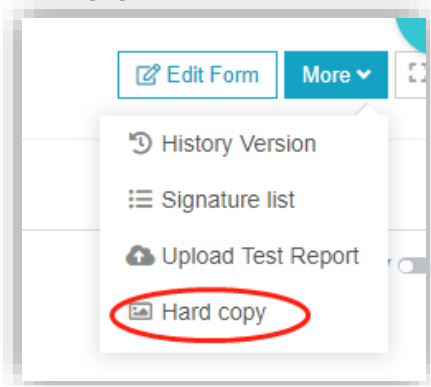 Edit Form More
History Version
Signature list
Upload Test Report
Hard copy